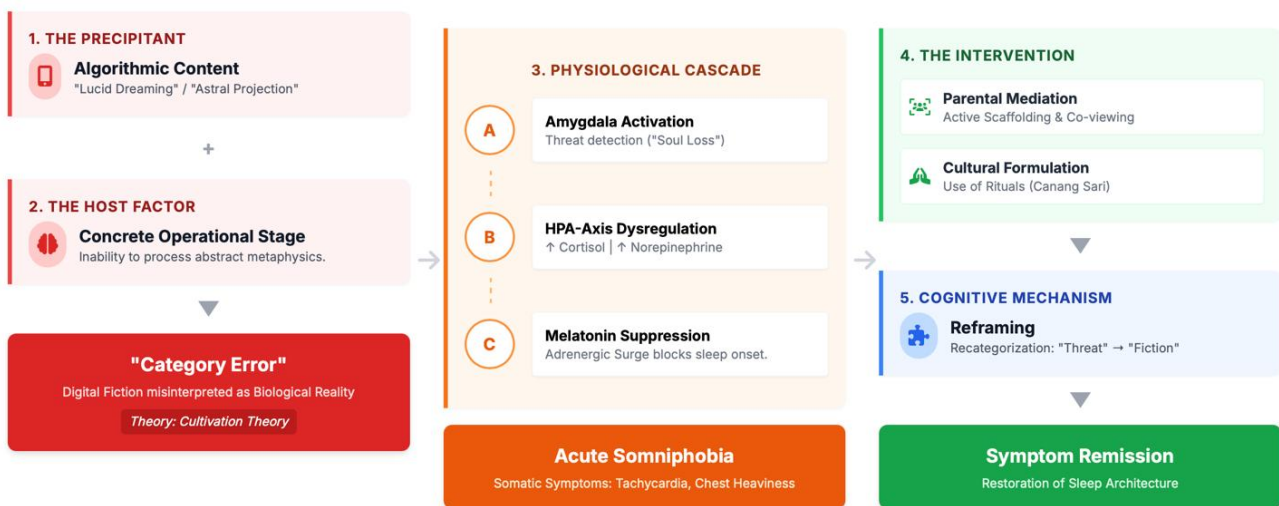 1. THE PRECIPITANT
Algorithmic Content
"Lucid Dreaming" / "Astral Projection"
+
2. THE HOST FACTOR
Concrete Operational Stage
Inability to process abstract metaphysics.
"Category Error"
Digital Fiction misinterpreted as Biological Reality
Theory: Cultivation Theory
3. PHYSIOLOGICAL CASCADE
A
Amygdala Activation
Threat detection ("Soul Loss")
B
HPA-Axis Dysregulation
↑ Cortisol | ↑ Norepinephrine
C
Melatonin Suppression
Adrenergic Surge blocks sleep onset.
Acute Somniphobia
Somatic Symptoms: Tachycardia, Chest Heaviness
4. THE INTERVENTION
Parental Mediation
Active Scaffolding & Co-viewing
Cultural Formulation
Use of Rituals (Canang Sari)
5. COGNITIVE MECHANISM
Reframing
Recategorization: "Threat" → "Fiction"
Symptom Remission
Restoration of Sleep Architecture